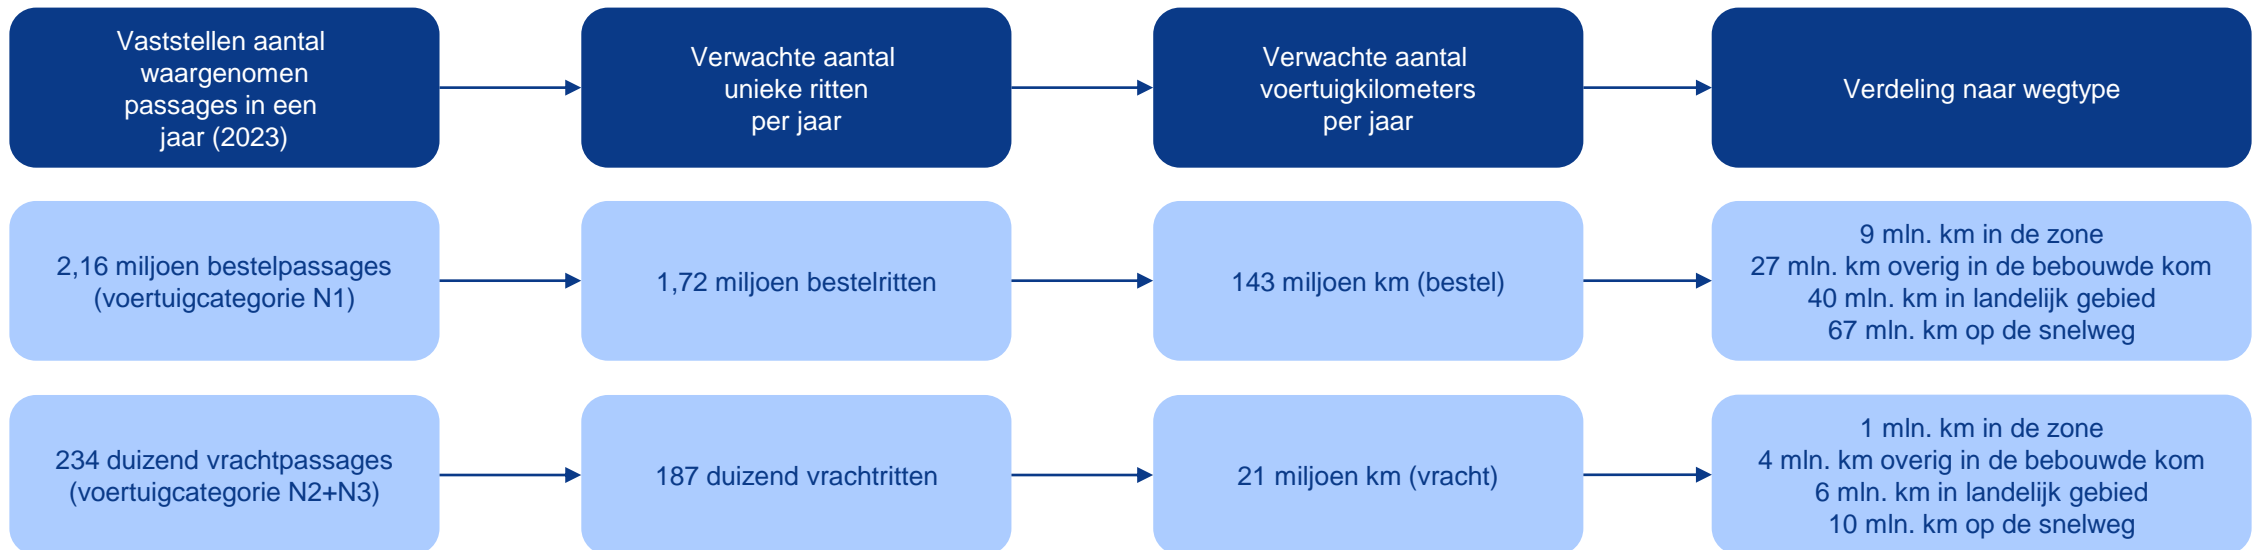 Vaststellen aantal
waargenomen
passages in een
jaar (2023)
Verwachte aantal
unieke ritten
per jaar
Verwachte aantal
voertuigkilometers
per jaar
Verdeling naar wegtype
2,16 miljoen bestelpassages
(voertuigcategorie N1)
1,72 miljoen bestelritten
143 miljoen km (bestel)
9 mln. km in de zone
27 mln. km overig in de bebouwde kom
40 mln. km in landelijk gebied
67 mln. km op de snelweg
234 duizend vrachtpassages
(voertuigcategorie N2+N3)
187 duizend vrachtritten
21 miljoen km (vracht)
1 mln. km in de zone
4 mln. km overig in de bebouwde kom
6 mln. km in landelijk gebied
10 mln. km op de snelweg